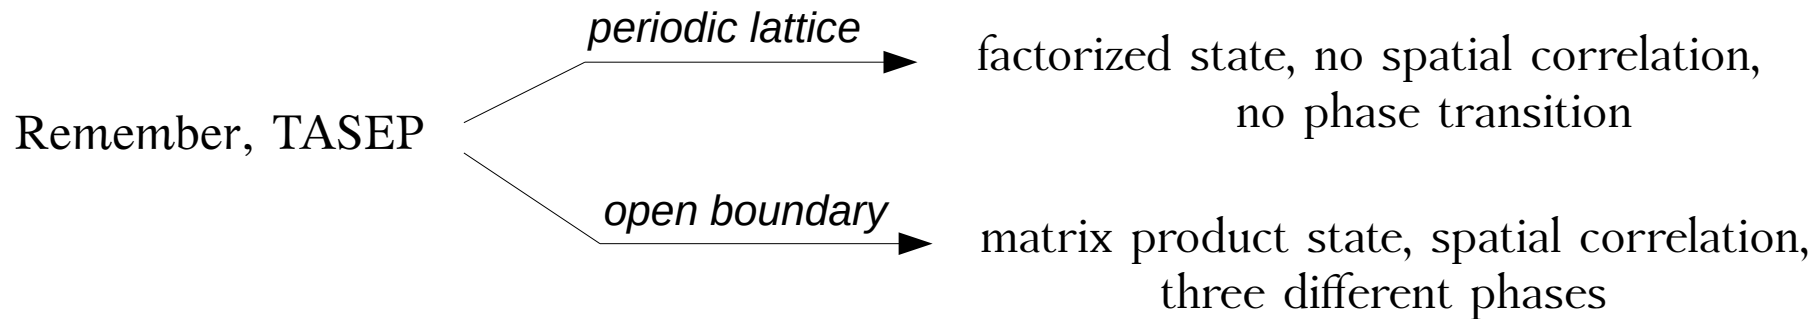 Remember, TASEP
periodic lattice
factorized state, no spatial correlation,
no phase transition
open boundary
matrix product state, spatial correlation,
three different phases